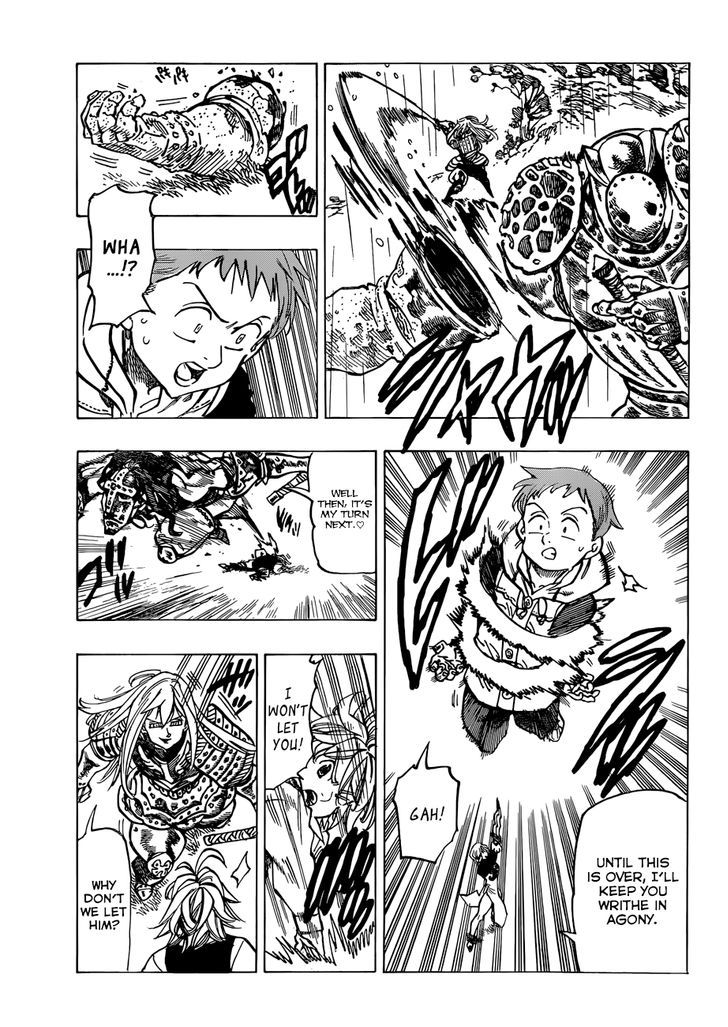 WHA
...!?
GAH!
UNTIL THIS
IS OVER, I'LL
KEEP YOU
WRITHE IN
AGONY.
WELL
THEN, IT'S
MY TURN
NEXT.♡
I
WON'T
LET
YOU!
WHY
DON'T
WE LET
HIM?